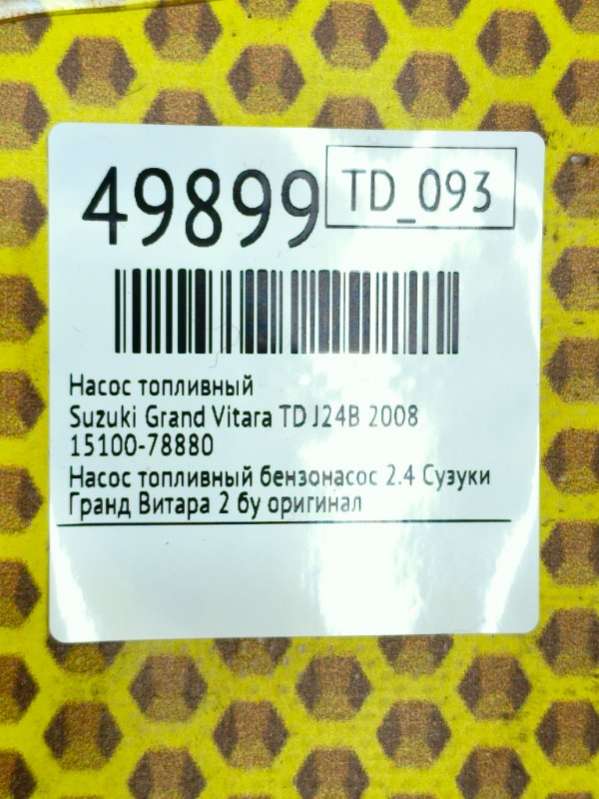 49899
TD_093
Насос топливный
Suzuki Grand Vitara TD J24B 2008
15100-78880
Насос топливный бензонасос 2.4 Сузуки
Гранд Витара 2 бу оригинал